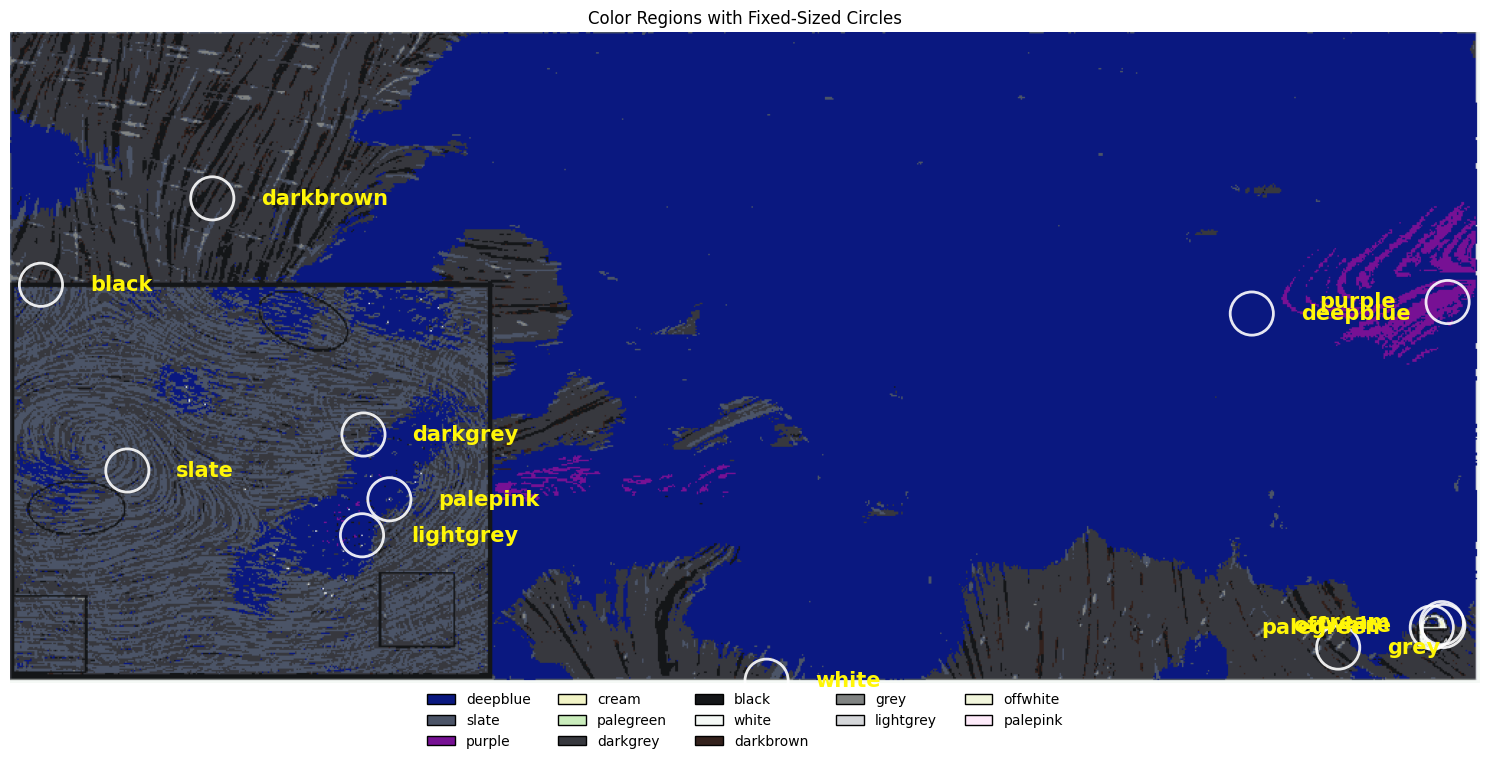 Color Regions with Fixed-Sized Circles
darkbrown
black
purple
deepblue
darkgrey
slate
palepink
lightgrey
cream
offwhite
palegreen
grey
white
deepblue cream black grey offwhite
slate palegreen white lightgrey palepink
purple darkgrey darkbrown